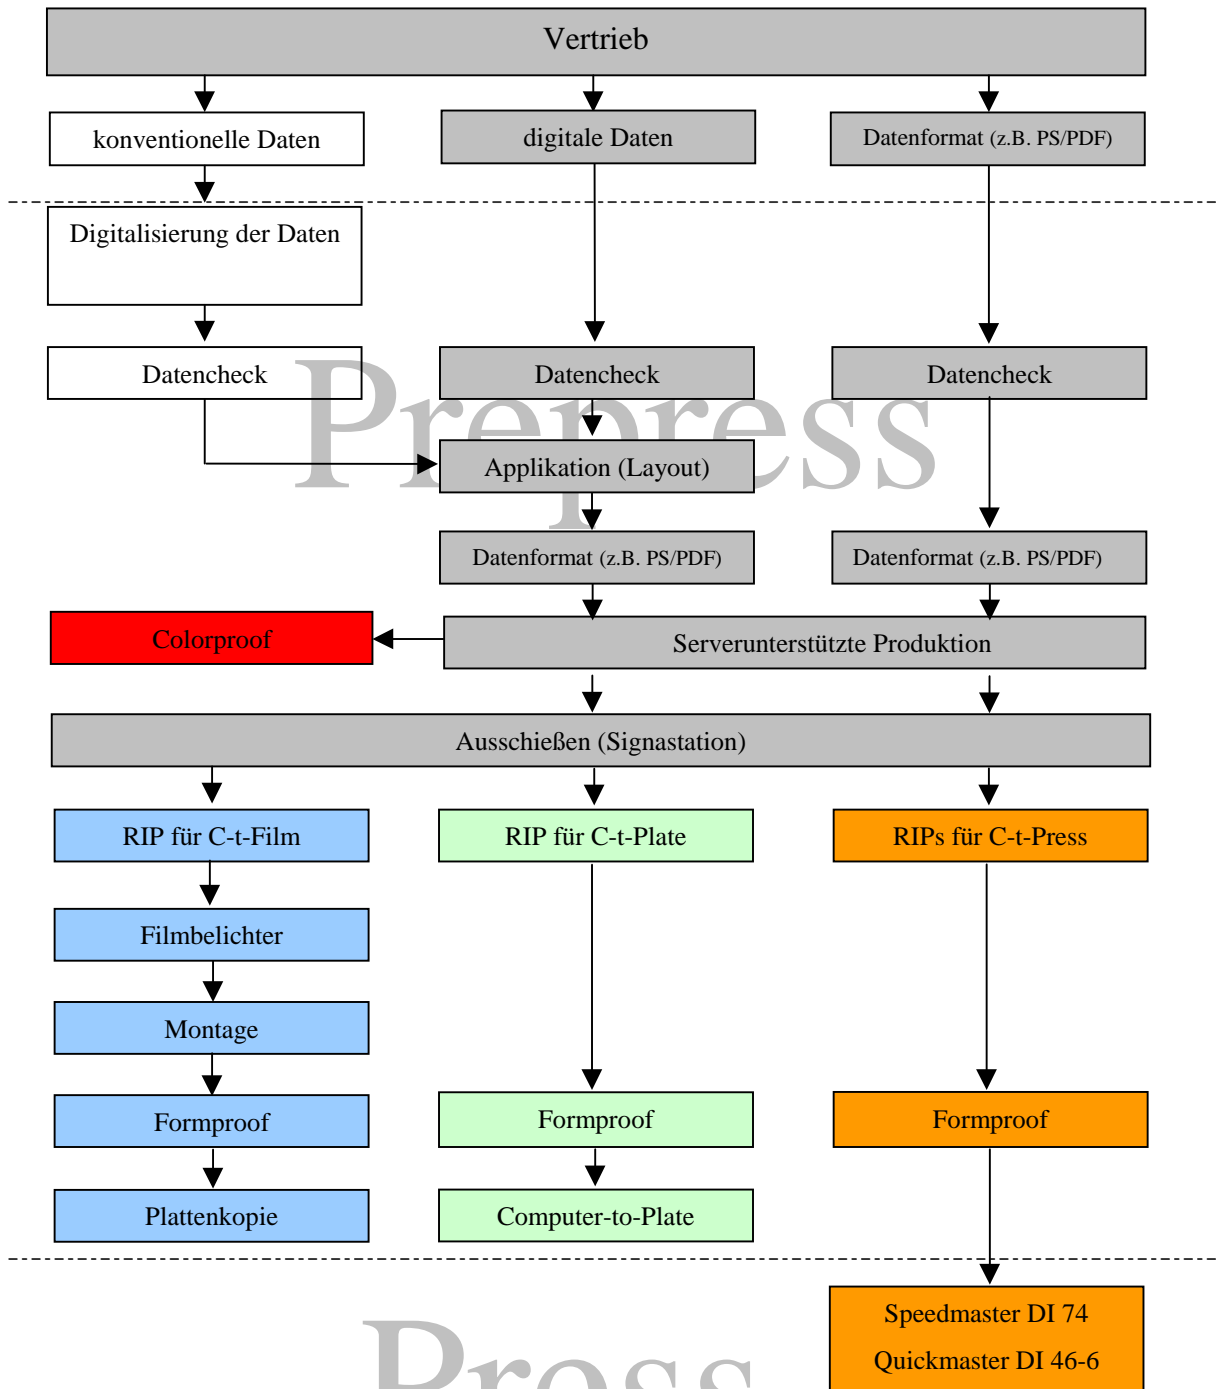 Vertrieb
konventionelle Daten
digitale Daten
Datenformat (z.B. PS/PDF)
Digitalisierung der Daten
Datencheck
Datencheck
Datencheck
Prepress
Applikation (Layout)
Datenformat (z.B. PS/PDF)
Datenformat (z.B. PS/PDF)
Colorproof
Serverunterstützte Produktion
Ausschießen (Signastation)
RIP für C-t-Film
RIP für C-t-Plate
RIPs für C-t-Press
Filmbelichter
Montage
Formproof
Formproof
Formproof
Plattenkopie
Computer-to-Plate
Speedmaster DI 74
Quickmaster DI 46-6
Press